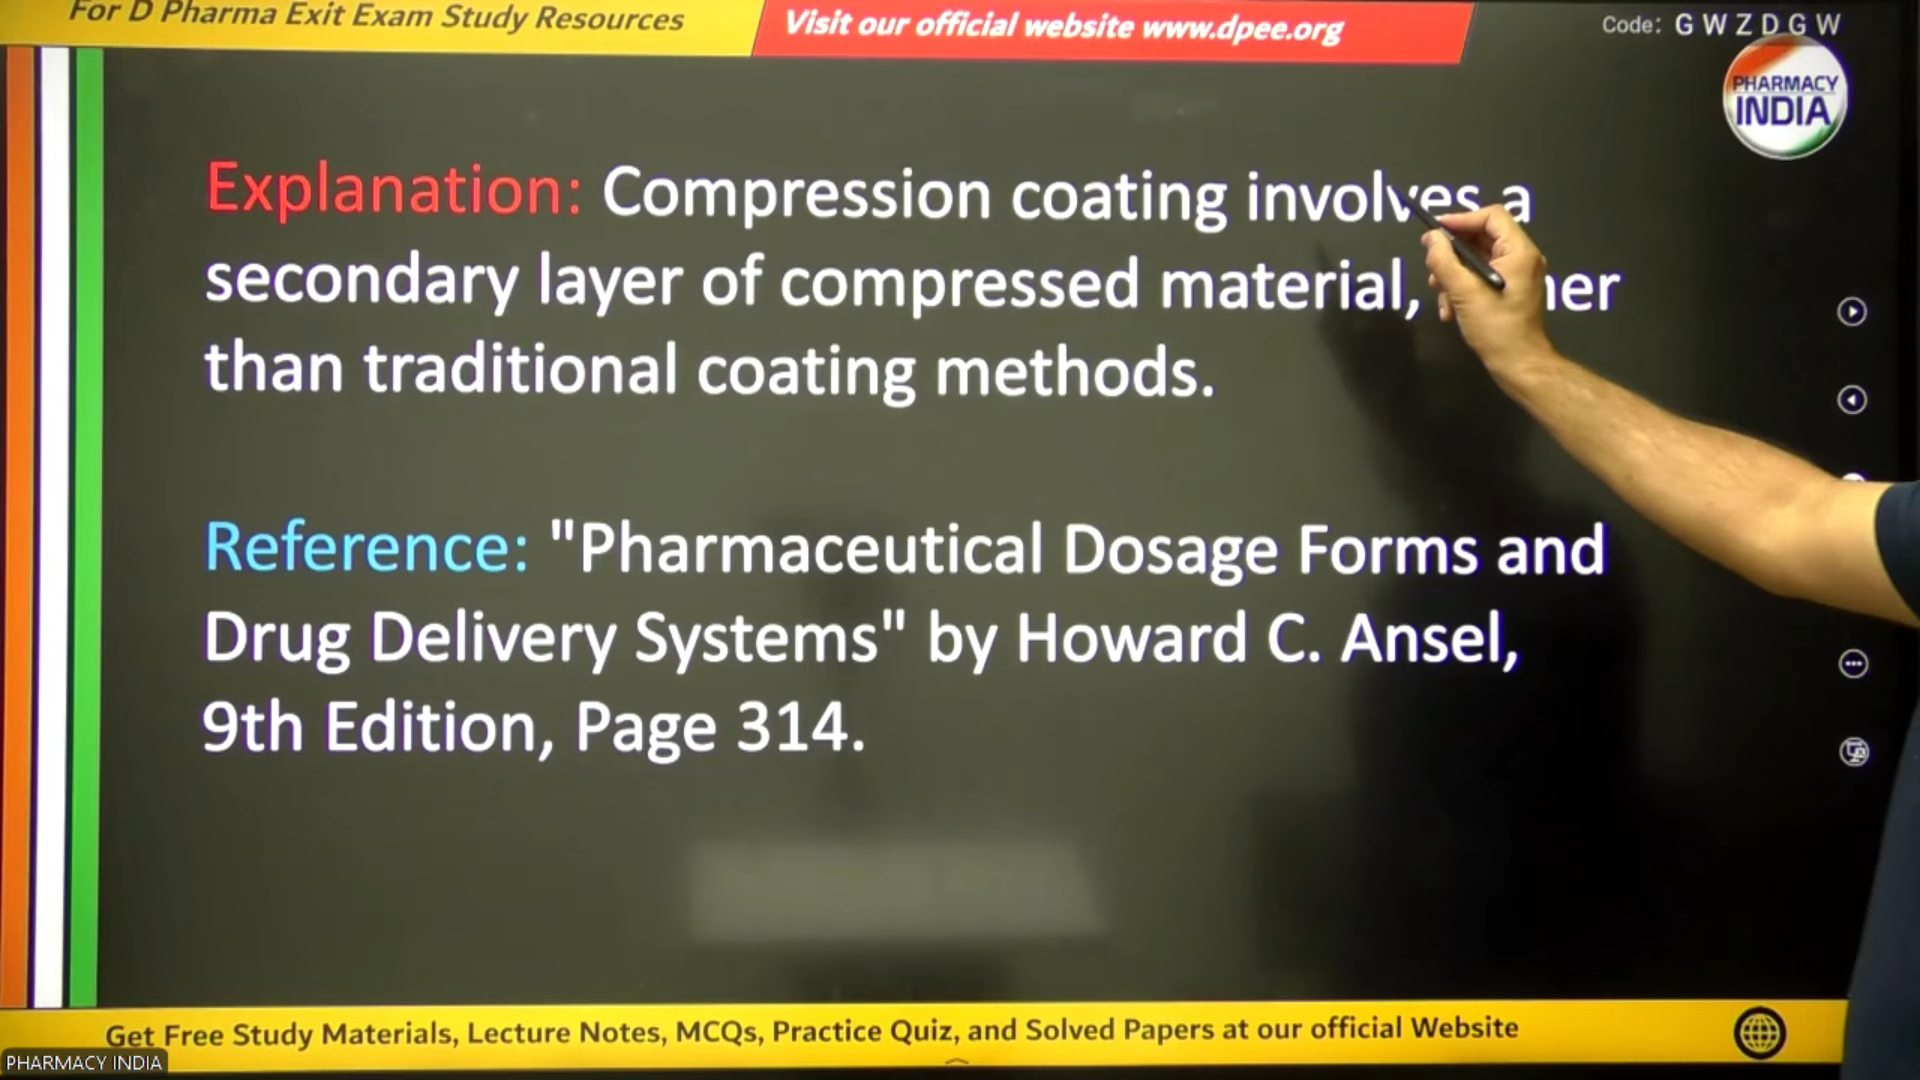 For D Pharma Exit Exam Study Resources
Visit our official website www.dpee.org
Code: G W Z D G W
PHARMACY
INDIA
Explanation: Compression coating involves a
secondary layer of compressed material,
than traditional coating methods.
Reference: "Pharmaceutical Dosage Forms and
Drug Delivery Systems" by Howard C. Ansel,
9th Edition, Page 314.
Get Free Study Materials, Lecture Notes, MCQs, Practice Quiz, and Solved Papers at our official Website
PHARMACY INDIA